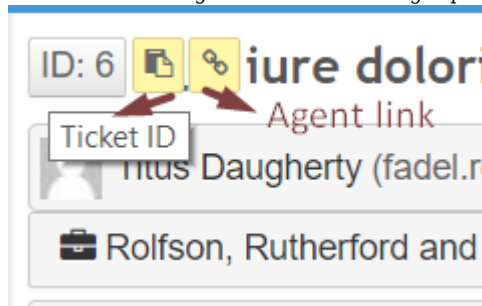 ID: 6 iure dolori
Agent link
Ticket ID
Titus Daugherty (fadel.r
Rolfson, Rutherford and